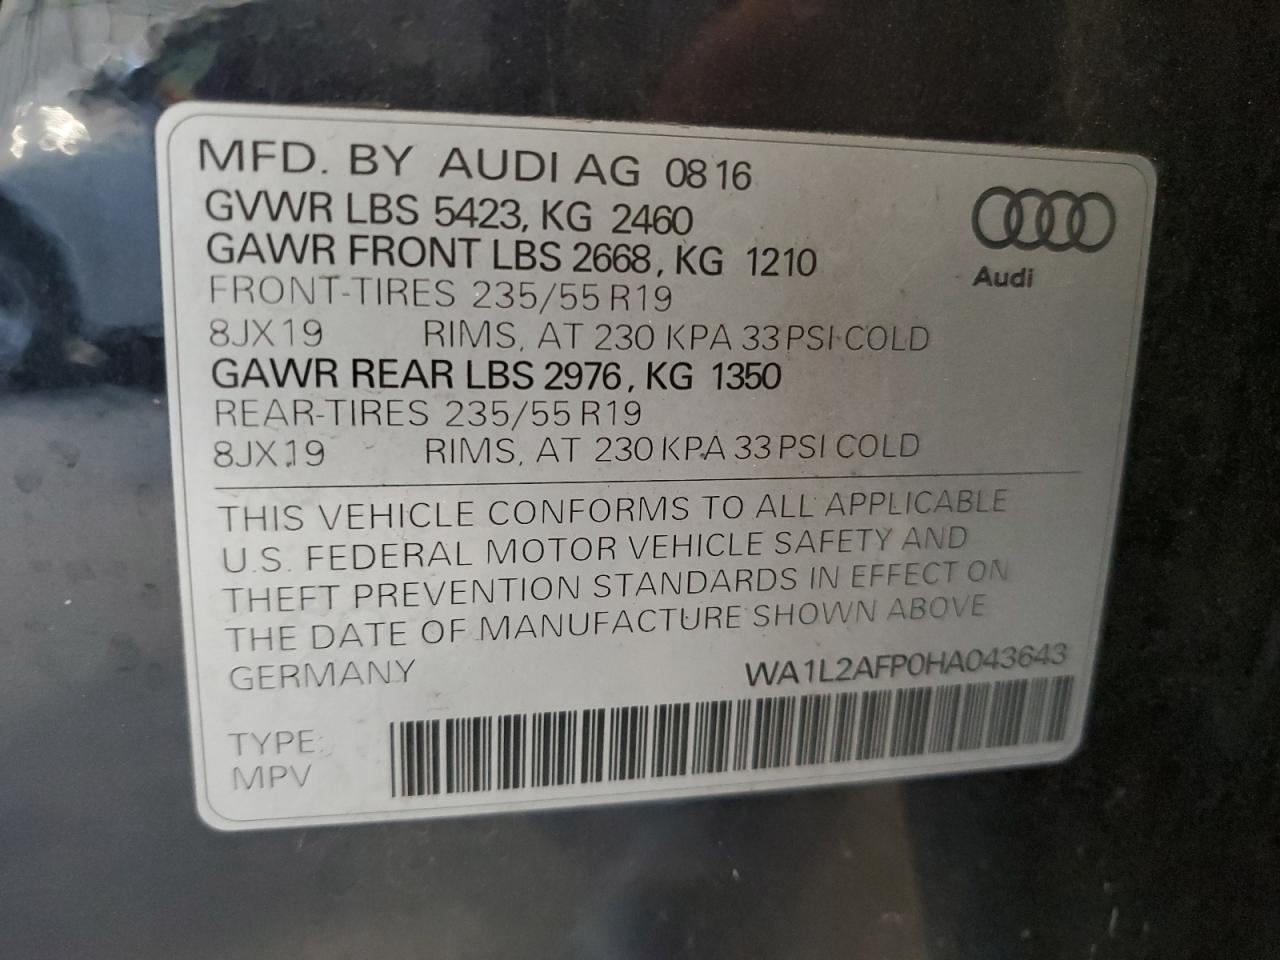 MFD. BY AUDI AG 08 16
GVWR LBS 5423, KG 2460
GAWR FRONT LBS 2668, KG 1210
FRONT-TIRES 235/55 R19
8JX19 RIMS, AT 230 KPA 33 PSI COLD
GAWR REAR LBS 2976, KG 1350
REAR-TIRES 235/55 R19
8JX19 RIMS, AT 230 KPA 33 PSI COLD
Audi
THIS VEHICLE CONFORMS TO ALL APPLICABLE
U.S. FEDERAL MOTOR VEHICLE SAFETY AND
THEFT PREVENTION STANDARDS IN EFFECT ON
THE DATE OF MANUFACTURE SHOWN ABOVE
GERMANY WA1L2AFP0HA043643
TYPE:
MPV